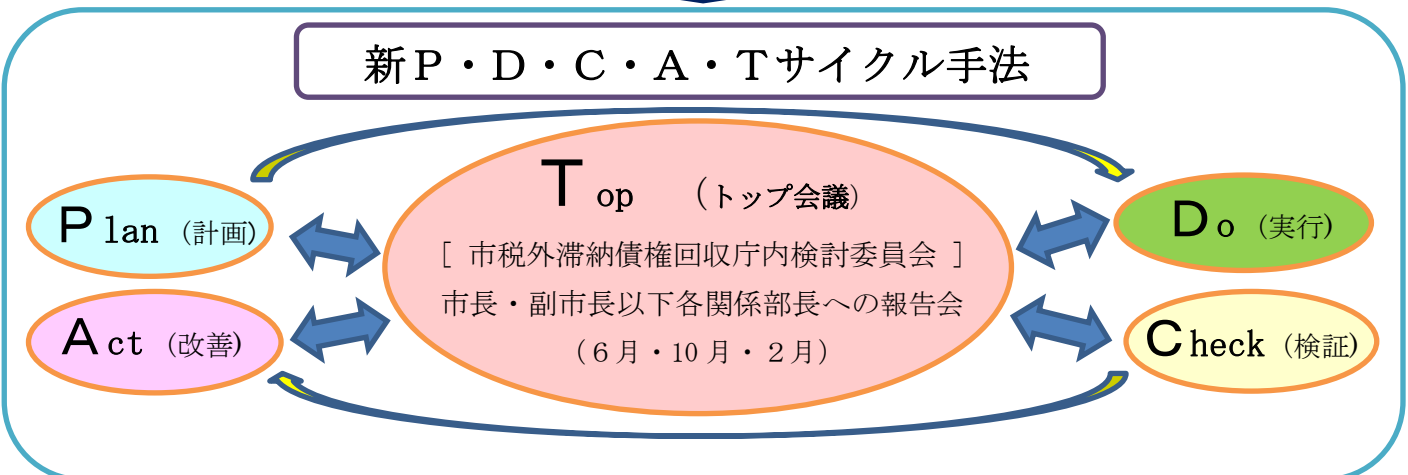 新Ｐ・Ｄ・Ｃ・Ａ・Ｔサイクル手法
Ｔop （トップ会議）
［ 市税外滞納債権回収庁内検討委員会 ］
市長・副市長以下各関係部長への報告会
（６月・10月・２月）
Ｐlan（計画）
Ｄo（実行）
Ａct（改善）
Ｃheck（検証）